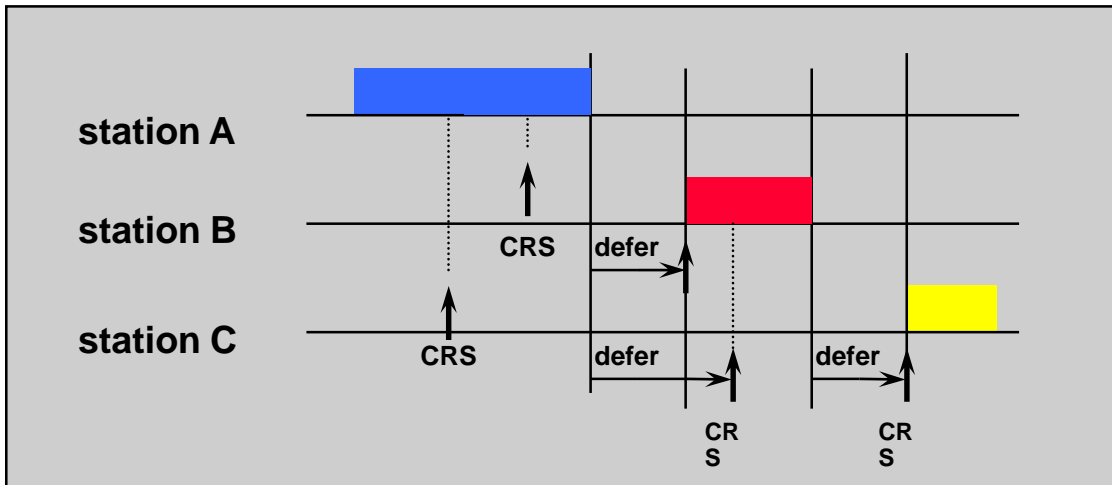 station A
station B
CRS
defer
station C
CRS
defer
defer
CR
S
CR
S